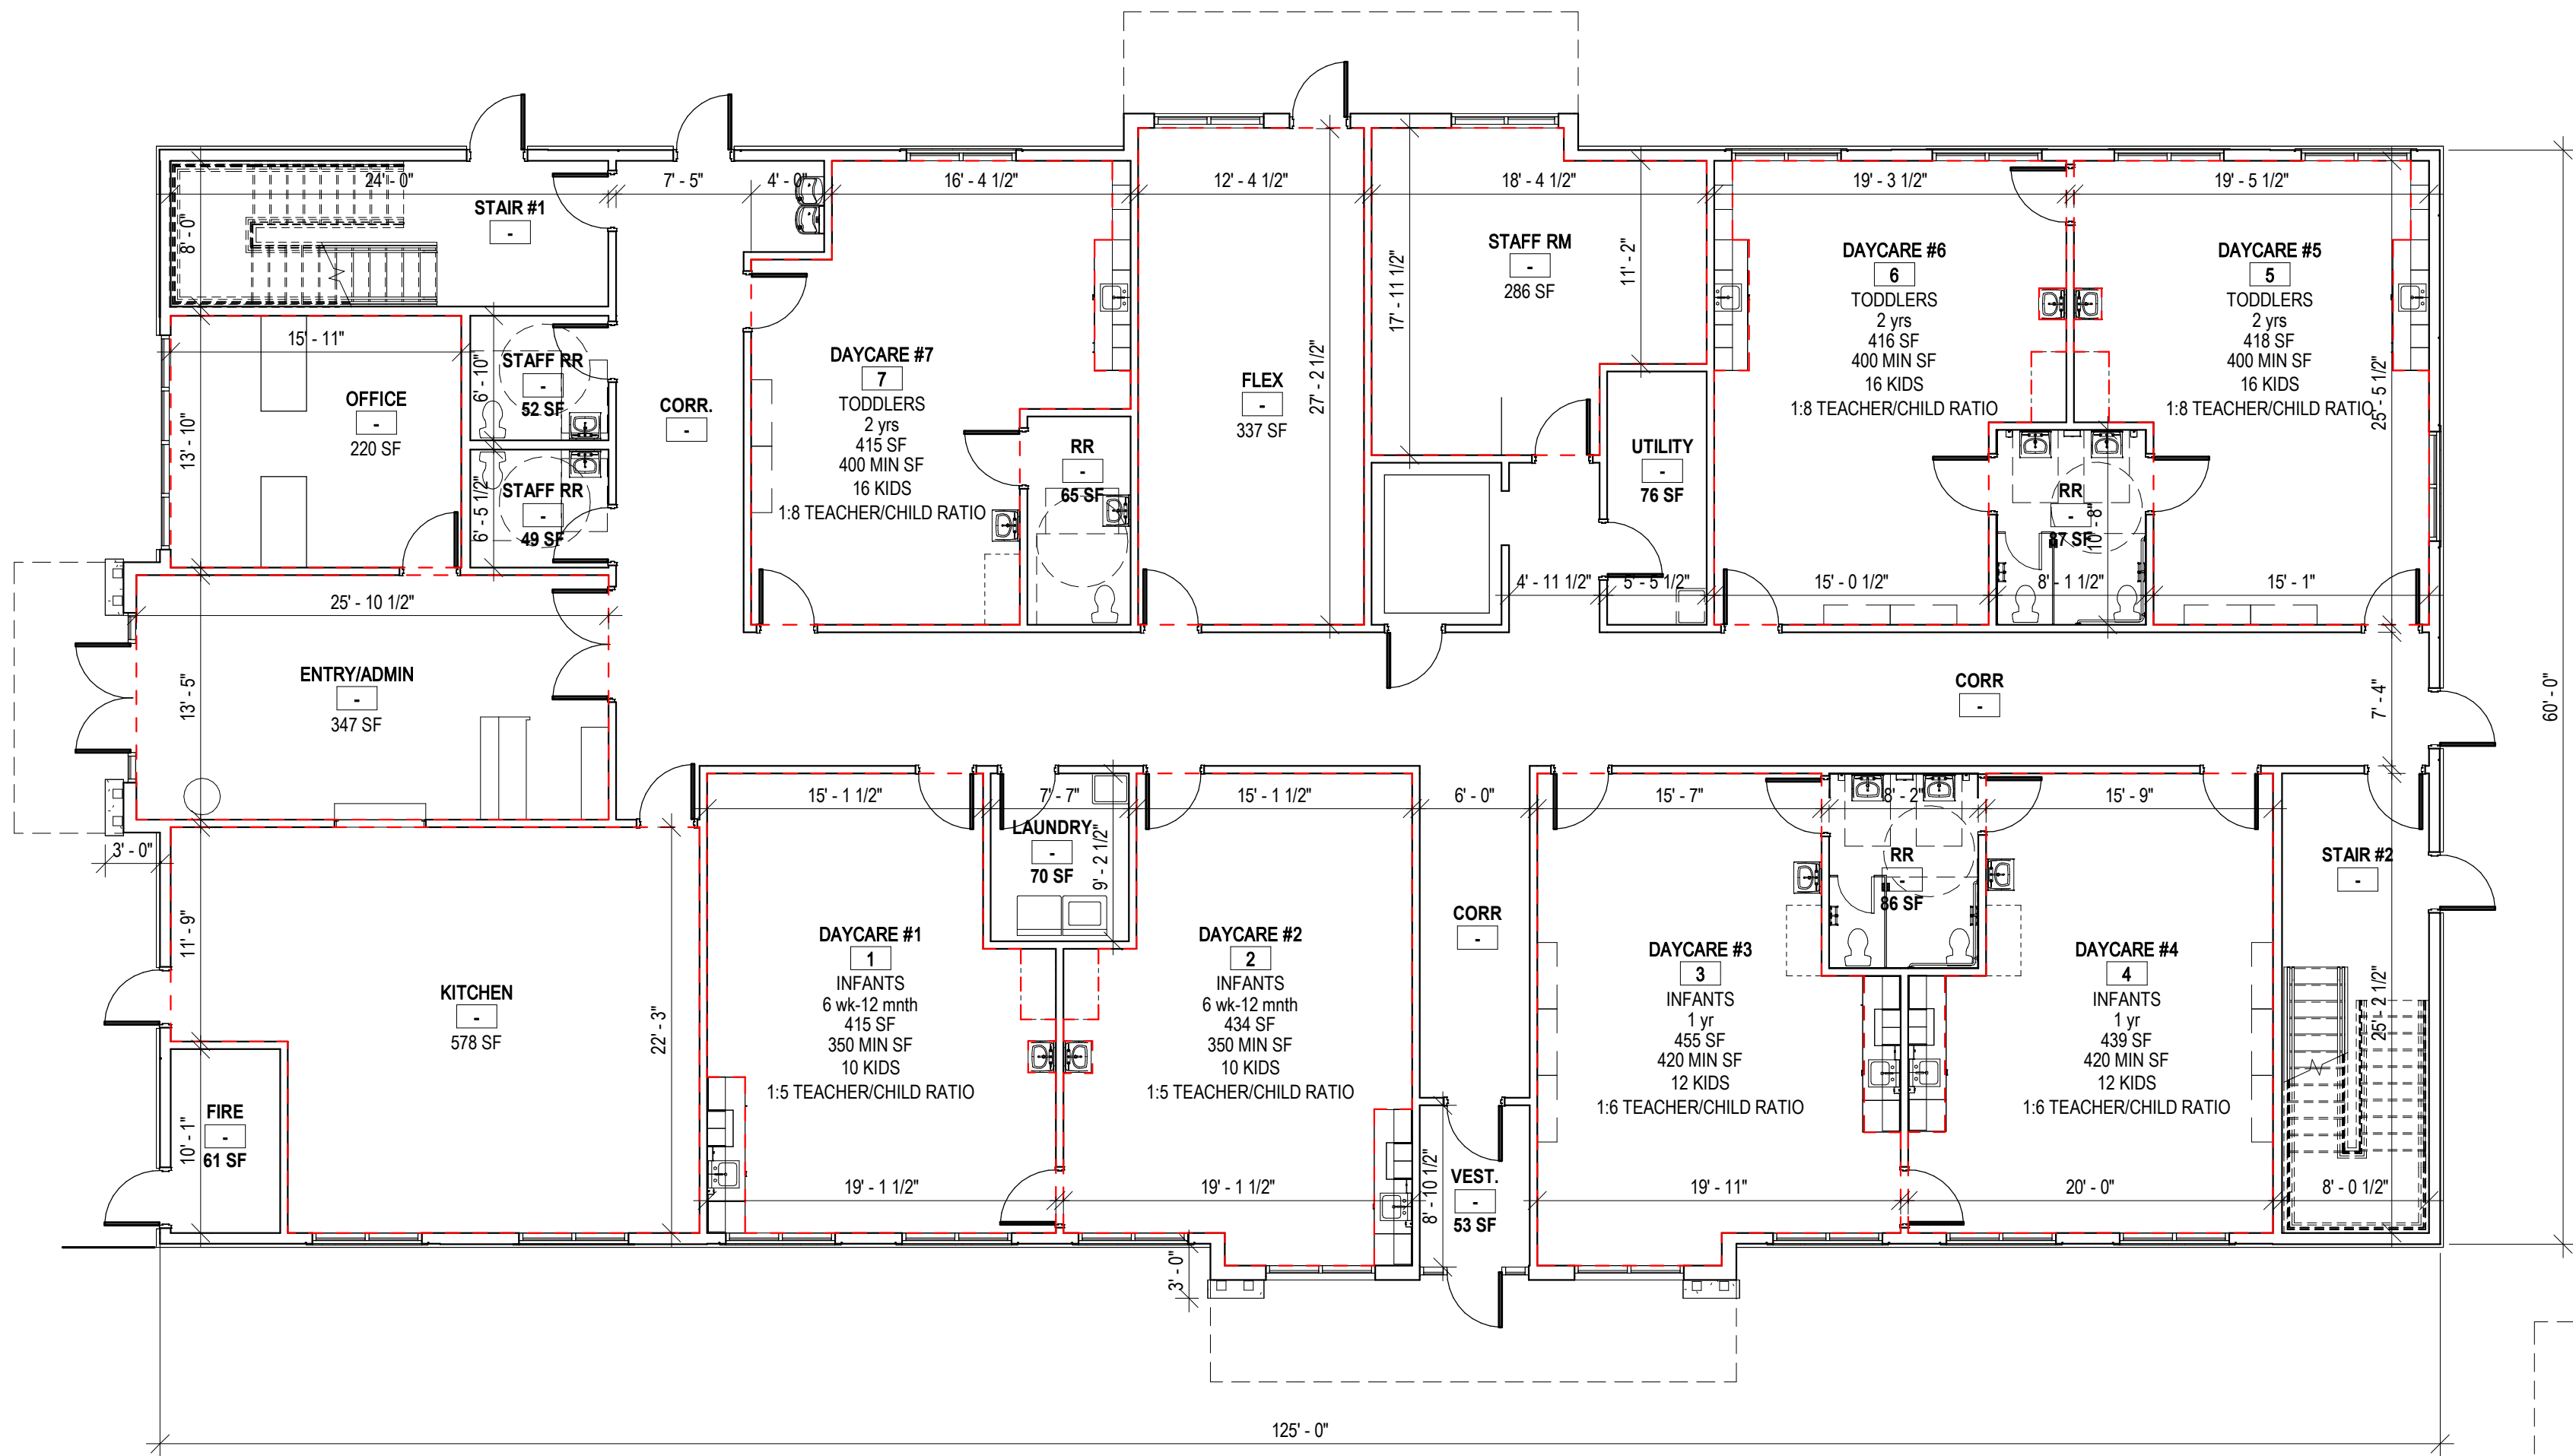 24' - 0"
7' - 5"
4' - 0"
16' - 4 1/2"
12' - 4 1/2"
18' - 4 1/2"
19' - 3 1/2"
19' - 5 1/2"
STAIR #1
-
8' - 0"
STAFF RM
-
286 SF
17' - 11 1/2"
11' - 2"
DAYCARE #6
6
TODDLERS
2 yrs
416 SF
400 MIN SF
16 KIDS
1:8 TEACHER/CHILD RATIO
DAYCARE #5
5
TODDLERS
2 yrs
418 SF
400 MIN SF
16 KIDS
1:8 TEACHER/CHILD RATIO
25' - 5 1/2"
15' - 11"
OFFICE
-
220 SF
13' - 10"
STAFF RR
-
52 SF
6' - 10"
STAFF RR
-
49 SF
6' - 5 1/2"
CORR.
-
DAYCARE #7
7
TODDLERS
2 yrs
415 SF
400 MIN SF
16 KIDS
1:8 TEACHER/CHILD RATIO
RR
-
65 SF
FLEX
-
337 SF
27' - 2 1/2"
UTILITY
-
76 SF
RR
-
87 SF
10' - 8"
4' - 11 1/2"
5' - 5 1/2"
15' - 0 1/2"
8' - 1 1/2"
15' - 1"
25' - 10 1/2"
ENTRY/ADMIN
-
347 SF
13' - 5"
CORR
-
7' - 4"
60' - 0"
3' - 0"
15' - 1 1/2"
7' - 7"
15' - 1 1/2"
6' - 0"
15' - 7"
8' - 2"
15' - 9"
LAUNDRY
-
70 SF
9' - 2 1/2"
RR
-
86 SF
STAIR #2
-
25' - 2 1/2"
11' - 9"
KITCHEN
-
578 SF
22' - 3"
DAYCARE #1
1
INFANTS
6 wk-12 mnth
415 SF
350 MIN SF
10 KIDS
1:5 TEACHER/CHILD RATIO
DAYCARE #2
2
INFANTS
6 wk-12 mnth
434 SF
350 MIN SF
10 KIDS
1:5 TEACHER/CHILD RATIO
CORR
-
DAYCARE #3
3
INFANTS
1 yr
455 SF
420 MIN SF
12 KIDS
1:6 TEACHER/CHILD RATIO
DAYCARE #4
4
INFANTS
1 yr
439 SF
420 MIN SF
12 KIDS
1:6 TEACHER/CHILD RATIO
FIRE
-
61 SF
10' - 1"
VEST.
-
53 SF
8' - 10 1/2"
19' - 1 1/2"
19' - 1 1/2"
19' - 11"
20' - 0"
8' - 0 1/2"
3' - 0"
125' - 0"